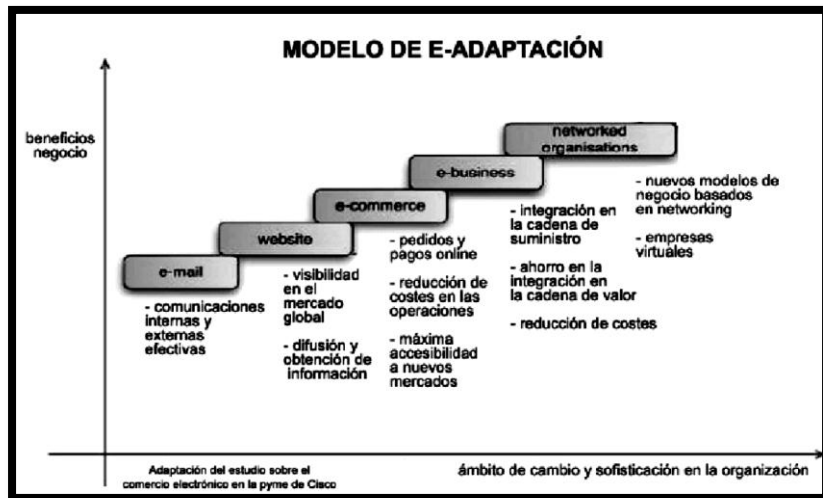 MODELO DE E-ADAPTACIÓN
beneficios
negocio
networked
organisations
e-business
e-commerce
website
e-mail
- comunicaciones
internas y
externas
efectivas
- visibilidad
en el
mercado
global
- difusión y
obtención de
información
- pedidos y
pagos online
- reducción de
costes en las
operaciones
- máxima
accesibilidad
a nuevos
mercados
- integración en
la cadena de
suministro
- ahorro en la
integración en
la cadena de valor
- reducción de costes
- nuevos modelos de
negocio basados
en networking
- empresas
virtuales
Adaptación del estudio sobre el
comercio electrónico en la pyme de Cisco
ámbito de cambio y sofisticación en la organización